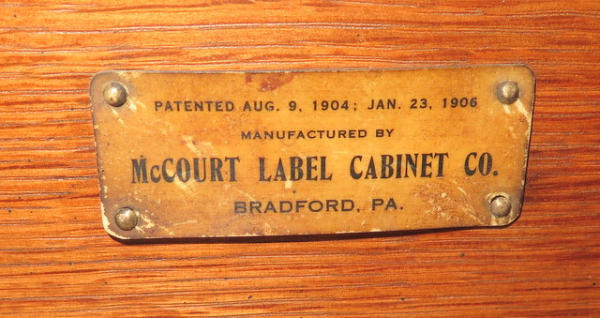 PATENTED AUG. 9, 1904; JAN. 23, 1906
MANUFACTURED BY
McCOURT LABEL CABINET CO.
BRADFORD, PA.